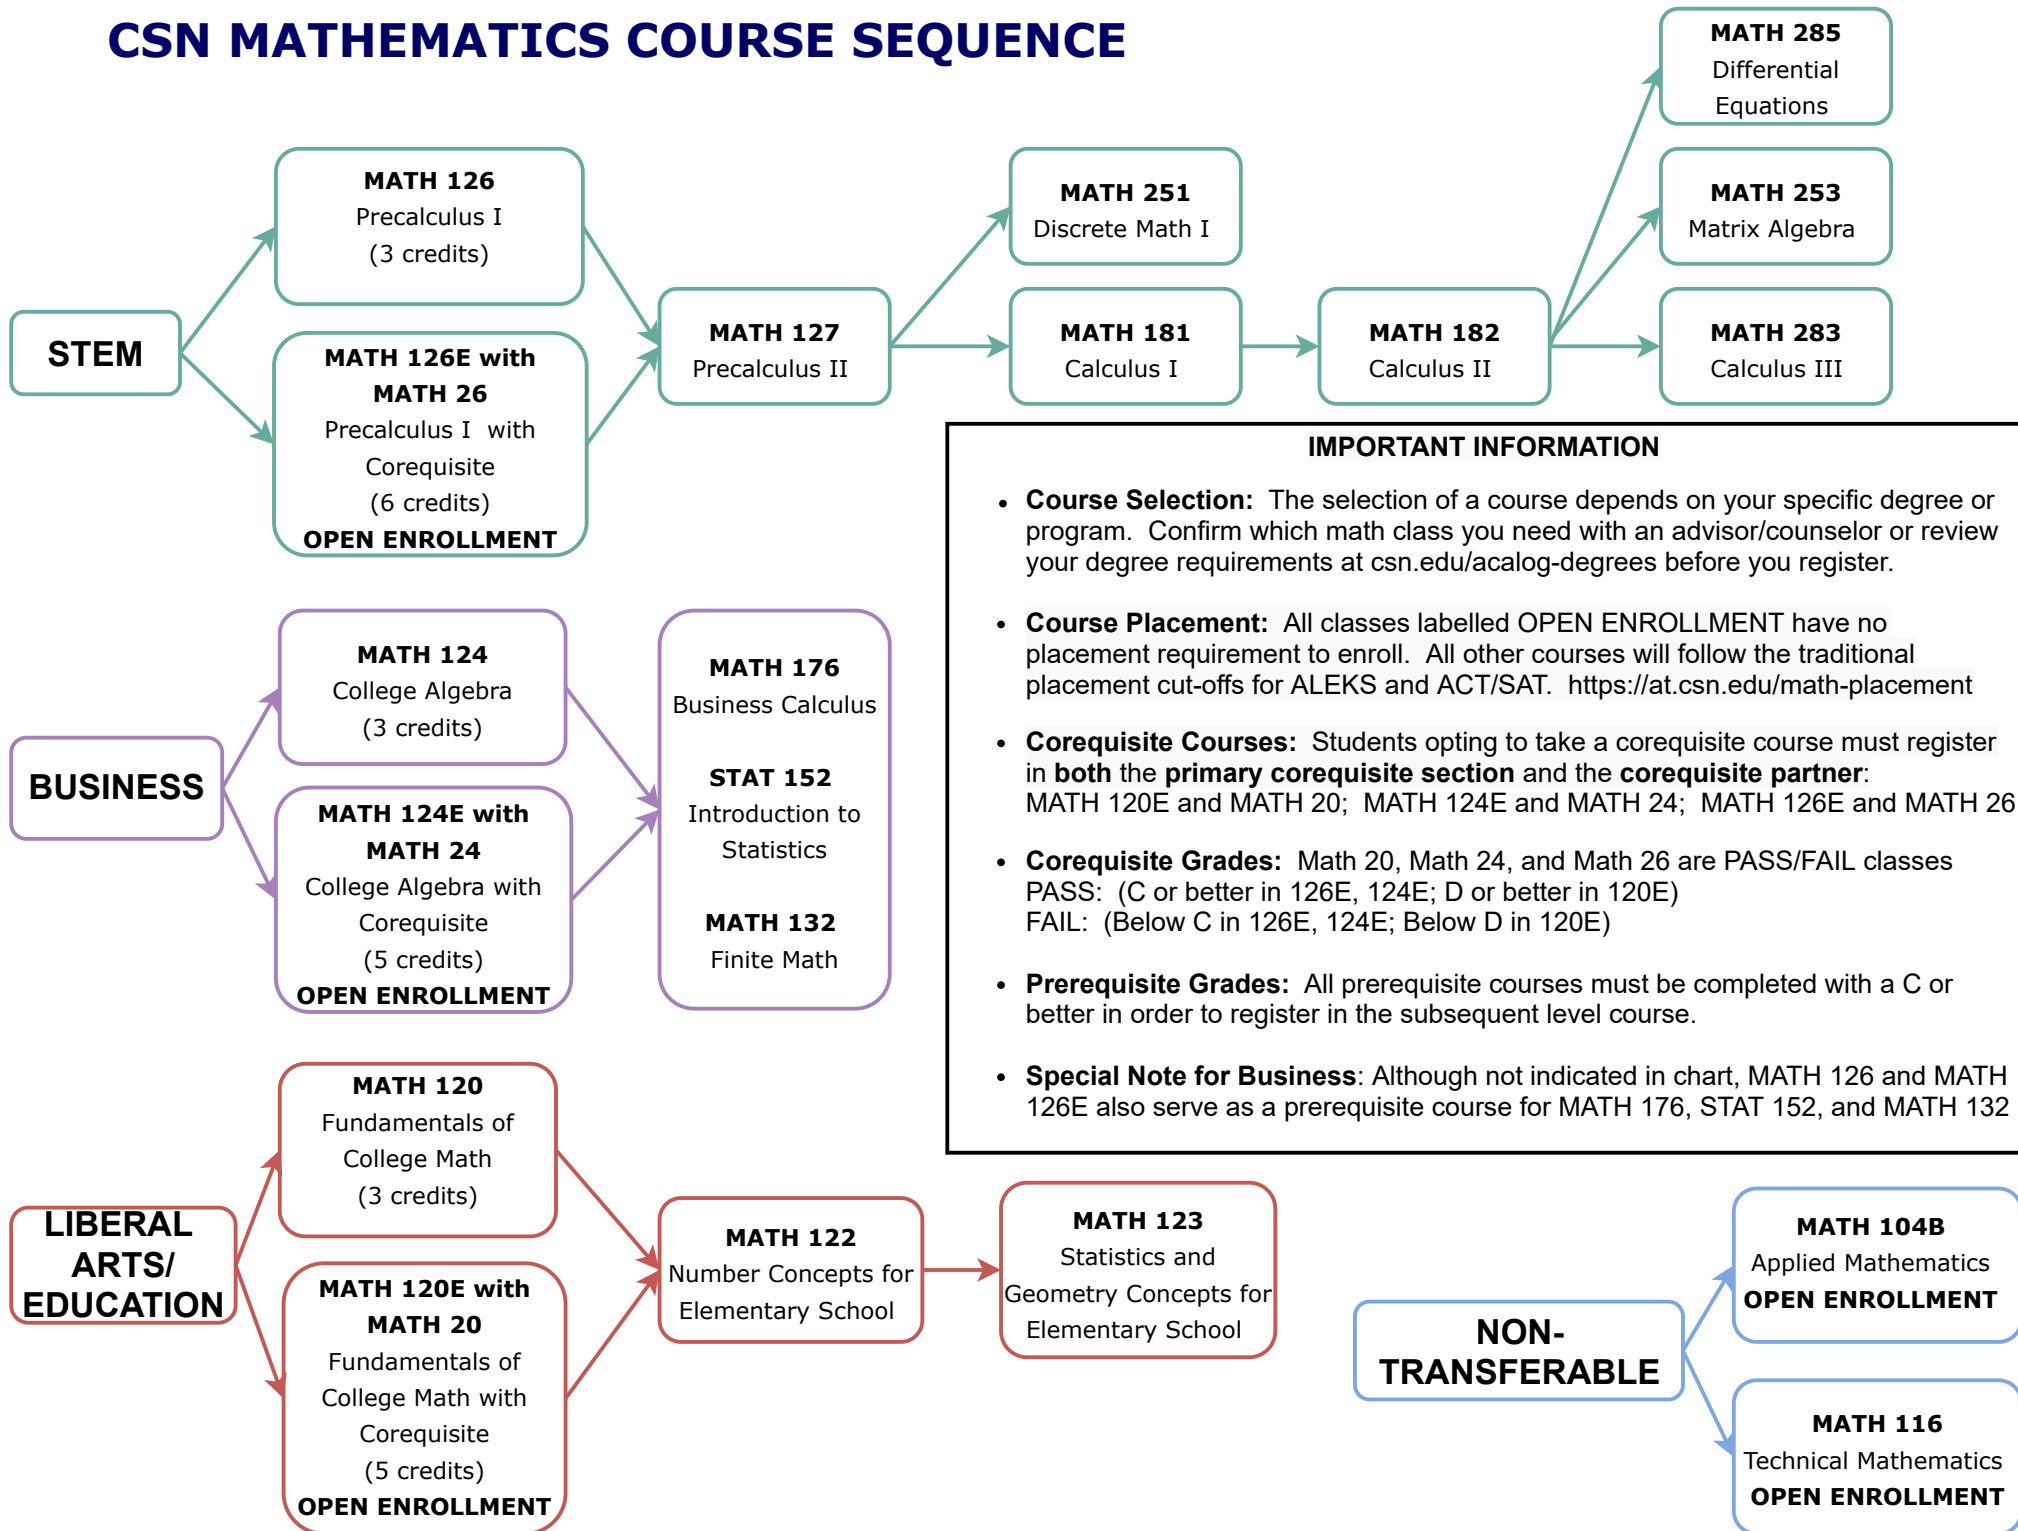 CSN MATHEMATICS COURSE SEQUENCE
STEM
MATH 126
Precalculus I
(3 credits)
MATH 126E with
MATH 26
Precalculus I with
Corequisite
(6 credits)
OPEN ENROLLMENT
MATH 127
Precalculus II
MATH 251
Discrete Math I
MATH 181
Calculus I
MATH 182
Calculus II
MATH 285
Differential
Equations
MATH 253
Matrix Algebra
MATH 283
Calculus III
IMPORTANT INFORMATION
• Course Selection: The selection of a course depends on your specific degree or
program. Confirm which math class you need with an advisor/counselor or review
your degree requirements at csn.edu/acalog-degrees before you register.
• Course Placement: All classes labelled OPEN ENROLLMENT have no
placement requirement to enroll. All other courses will follow the traditional
placement cut-offs for ALEKS and ACT/SAT. https://at.csn.edu/math-placement
• Corequisite Courses: Students opting to take a corequisite course must register
in both the primary corequisite section and the corequisite partner:
MATH 120E and MATH 20; MATH 124E and MATH 24; MATH 126E and MATH 26
• Corequisite Grades: Math 20, Math 24, and Math 26 are PASS/FAIL classes
PASS: (C or better in 126E, 124E; D or better in 120E)
FAIL: (Below C in 126E, 124E; Below D in 120E)
• Prerequisite Grades: All prerequisite courses must be completed with a C or
better in order to register in the subsequent level course.
• Special Note for Business: Although not indicated in chart, MATH 126 and MATH
126E also serve as a prerequisite course for MATH 176, STAT 152, and MATH 132
BUSINESS
MATH 124
College Algebra
(3 credits)
MATH 124E with
MATH 24
College Algebra with
Corequisite
(5 credits)
OPEN ENROLLMENT
MATH 176
Business Calculus
STAT 152
Introduction to
Statistics
MATH 132
Finite Math
LIBERAL
ARTS/
EDUCATION
MATH 120
Fundamentals of
College Math
(3 credits)
MATH 120E with
MATH 20
Fundamentals of
College Math with
Corequisite
(5 credits)
OPEN ENROLLMENT
MATH 122
Number Concepts for
Elementary School
MATH 123
Statistics and
Geometry Concepts for
Elementary School
NON-
TRANSFERABLE
MATH 104B
Applied Mathematics
OPEN ENROLLMENT
MATH 116
Technical Mathematics
OPEN ENROLLMENT